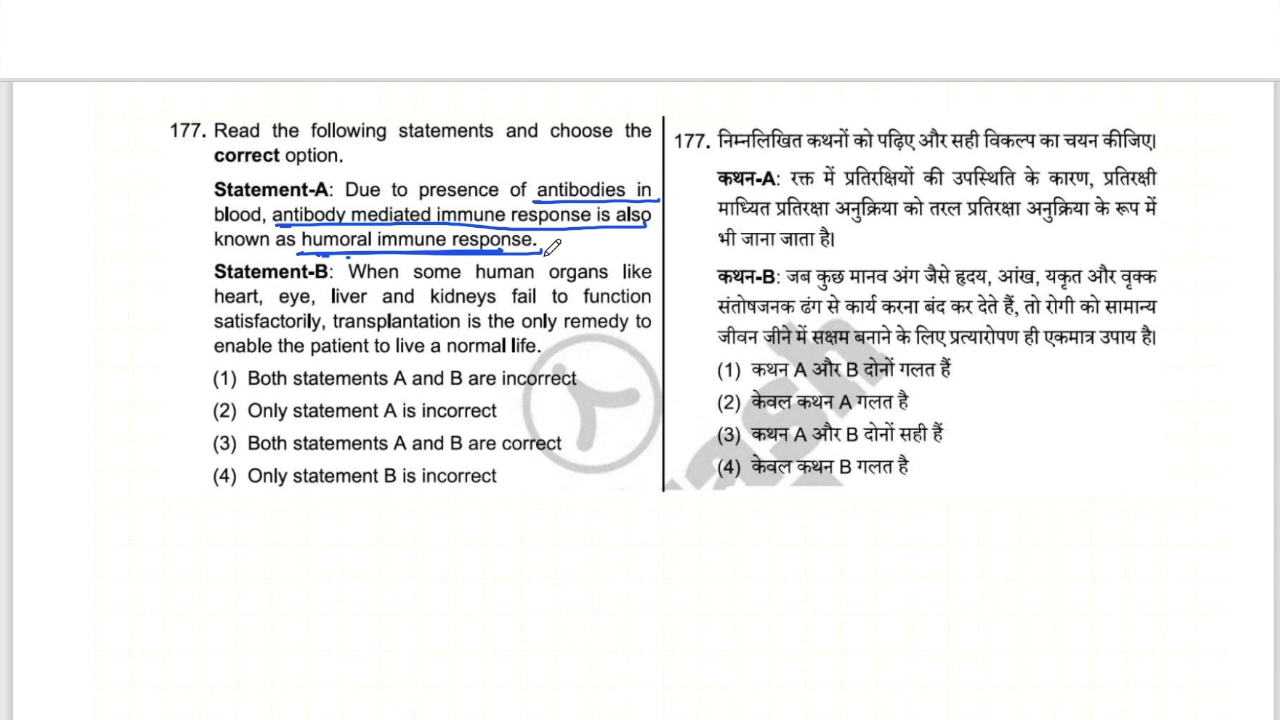 177. Read the following statements and choose the
correct option.
Statement-A: Due to presence of antibodies in
blood, antibody mediated immune response is also
known as humoral immune response.
Statement-B: When some human organs like
heart, eye, liver and kidneys fail to function
satisfactorily, transplantation is the only remedy to
enable the patient to live a normal life.
(1) Both statements A and B are incorrect
(2) Only statement A is incorrect
(3) Both statements A and B are correct
(4) Only statement B is incorrect
177. निम्नलिखित कथनों को पढ़िए और सही विकल्प का चयन कीजिए।
कथन-A: रक्त में प्रतिरक्षियों की उपस्थिति के कारण, प्रतिरक्षी
माध्यित प्रतिरक्षा अनुक्रिया को तरल प्रतिरक्षा अनुक्रिया के रूप में
भी जाना जाता है।
कथन-B: जब कुछ मानव अंग जैसे हृदय, आंख, यकृत और वृक्क
संतोषजनक ढंग से कार्य करना बंद कर देते हैं, तो रोगी को सामान्य
जीवन जीने में सक्षम बनाने के लिए प्रत्यारोपण ही एकमात्र उपाय है।
(1) कथन A और B दोनों गलत हैं
(2) केवल कथन A गलत है
(3) कथन A और B दोनों सही हैं
(4) केवल कथन B गलत है